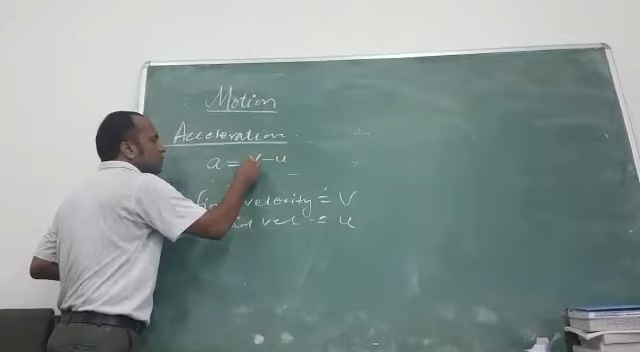 Motion
Acceleration
a = v-u
velocity = V
vel = u